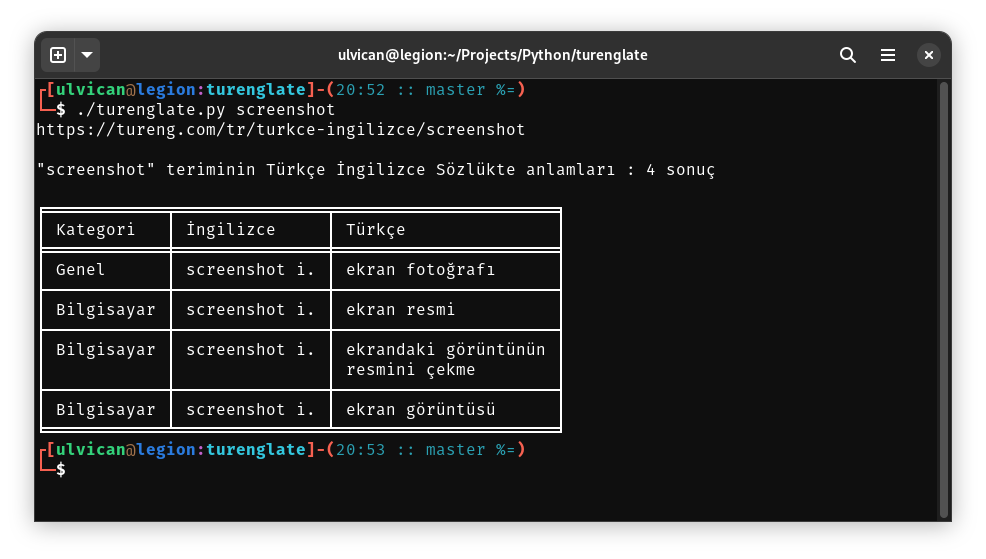 ulvican@legion:~/Projects/Python/turenglate
[ulvican@legion:turenglate]-(20:52 :: master %=)
$ ./turenglate.py screenshot
https://tureng.com/tr/turkce-ingilizce/screenshot
"screenshot" teriminin Türkçe İngilizce Sözlükte anlamları : 4 sonuç
Kategori İngilizce Türkçe
Genel screenshot i. ekran fotoğrafı
Bilgisayar screenshot i. ekran resmi
Bilgisayar screenshot i. ekrandaki görüntünün
resmini çekme
Bilgisayar screenshot i. ekran görüntüsü
[ulvican@legion:turenglate]-(20:53 :: master %=)
$